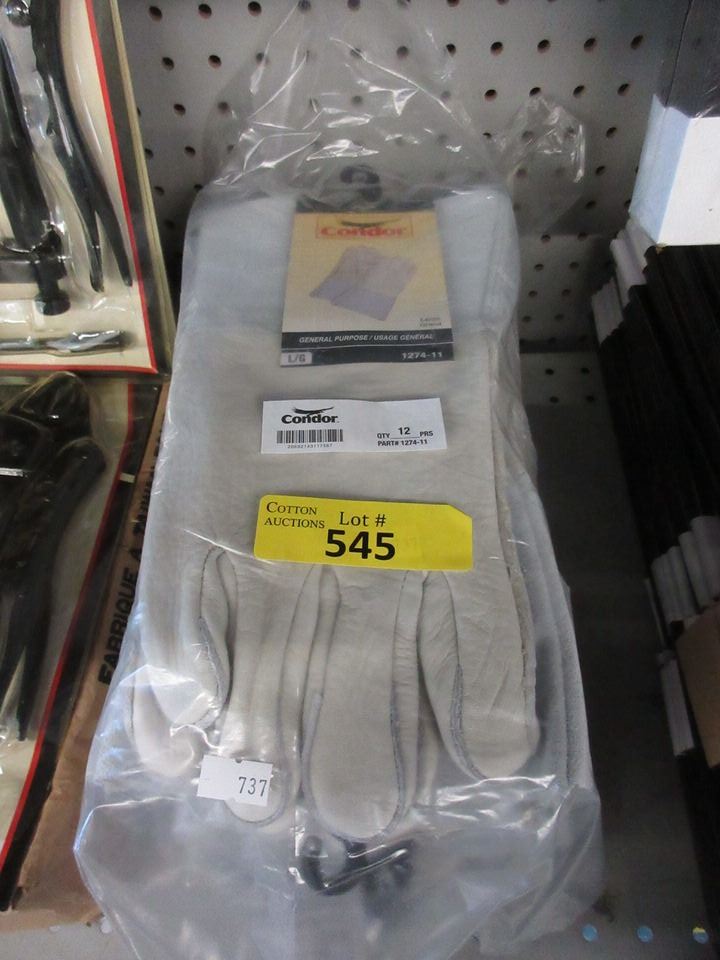 Condor
GENERAL PURPOSE / USAGE GENERAL
L/G 1274-11
Condor
QTY 12 PRS
PART# 1274-11
COTTON
AUCTIONS
Lot #
545
737
FABRIQUE A TAIWAN